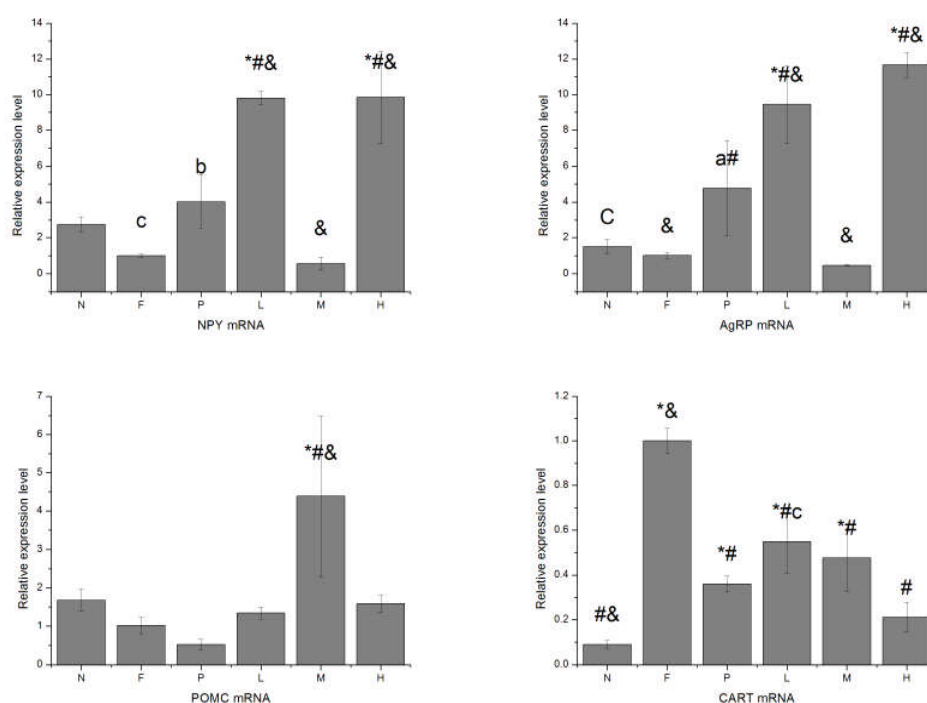 Relative expression level
14
12
10
8
6
4
2
0
*#&
*#&
b
c
&
N F P L M H
NPY mRNA
Relative expression level
14
12
10
8
6
4
2
0
*#&
*#&
a#
C
&
&
N F P L M H
AgRP mRNA
Relative expression level
7
6
5
4
3
2
1
0
*#&
N F P L M H
POMC mRNA
Relative expression level
1.2
1.0
0.8
0.6
0.4
0.2
0.0
*&
*#c
*#
*#
#
#&
N F P L M H
CART mRNA